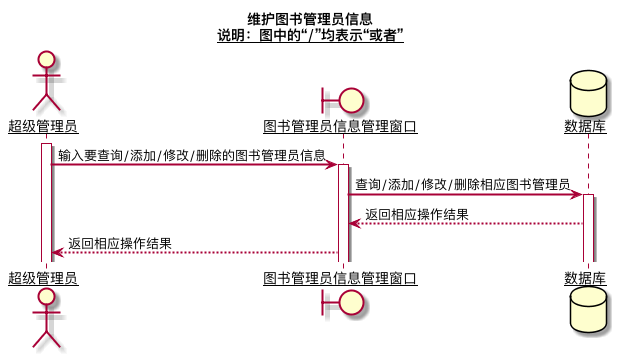 维护图书管理员信息
说明：图中的“/”均表示“或者”
超级管理员
图书管理员信息管理窗口
数据库
输入要查询/添加/修改/删除的图书管理员信息
查询/添加/修改/删除相应图书管理员
返回相应操作结果
返回相应操作结果
超级管理员
图书管理员信息管理窗口
数据库